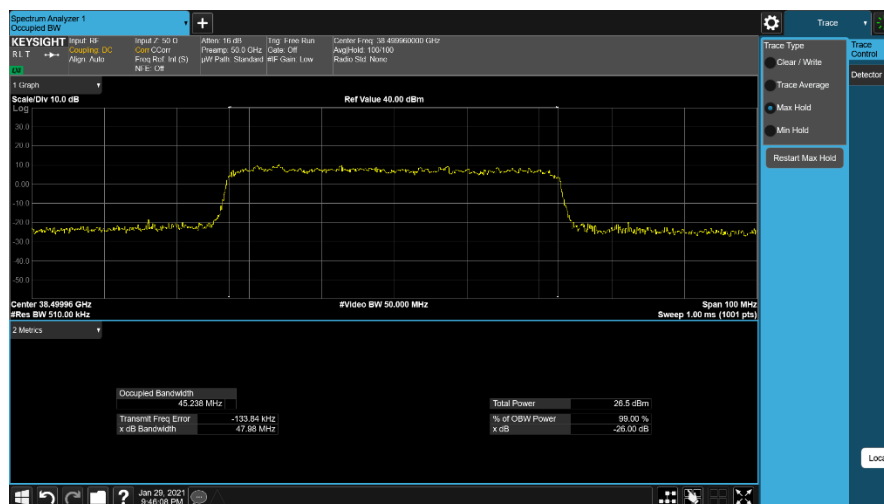 Spectrum Analyzer 1
Occupied BW
+
Trace
KEYSIGHT
Input: RF
Coupling: DC
Align: Auto
Input Z: 50 Ω
Corr CCorr
Freq Ref: Int (S)
NFE: Off
Atten: 16 dB
Preamp: 50.0 GHz
µW Path: Standard
Trig: Free Run
Gate: Off
#IF Gain: Low
Center Freq: 38.499960000 GHz
Avg|Hold: 100/100
Radio Std: None
R L T
1 Graph
Scale/Div 10.0 dB
Ref Value 40.00 dBm
Log
30.0
20.0
10.0
0.00
-10.0
-20.0
-30.0
-40.0
-50.0
Center 38.49996 GHz
#Video BW 50.000 MHz
Span 100 MHz
#Res BW 510.00 kHz
Sweep 1.00 ms (1001 pts)
2 Metrics
Occupied Bandwidth
45.238 MHz
Transmit Freq Error -133.84 kHz
x dB Bandwidth 47.98 MHz
Total Power 26.5 dBm
% of OBW Power 99.00 %
x dB -26.00 dB
Trace Type
Clear / Write
Trace Average
Max Hold
Min Hold
Restart Max Hold
Trace
Control
Detector
Loca
?
Jan 29, 2021
9:46:08 PM